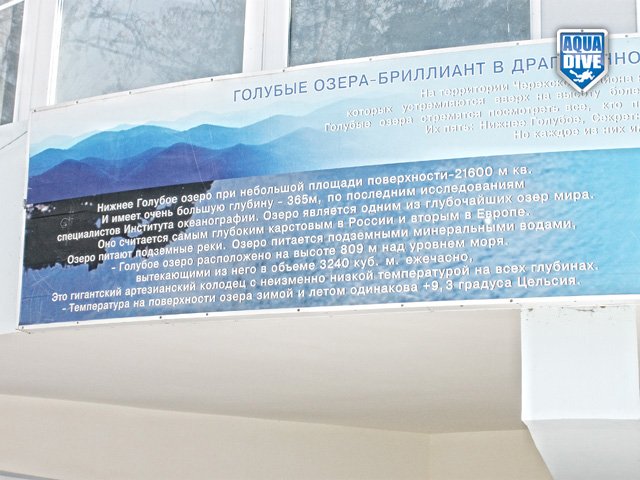 AQUA
DIVE
ГОЛУБЫЕ ОЗЕРА-БРИЛЛИАНТ В
На территории
которых устремляются вверх на высоту
Голубые озера стремится посмотреть все, кто
Их пять: Нижнее Голубое,
Но каждое из них
Нижнее Голубое озеро при небольшой площади поверхности-21600 м кв.
И имеет очень большую глубину - 365м, по последним исследованиям
специалистов Института океанографии. Озеро является одним из глубочайших озер мира.
Оно считается самым глубоким карстовым в России и вторым в Европе.
Озеро питают подземные реки. Озеро питается подземными минеральными водами,
- Голубое озеро расположено на высоте 809 м над уровнем моря.
вытекающими из него в объеме 3240 куб. м. ежечасно,
Это гигантский артезианский колодец с неизменно низкой температурой на всех глубинах.
- Температура на поверхности озера зимой и летом одинакова +9, 3 градуса Цельсия.